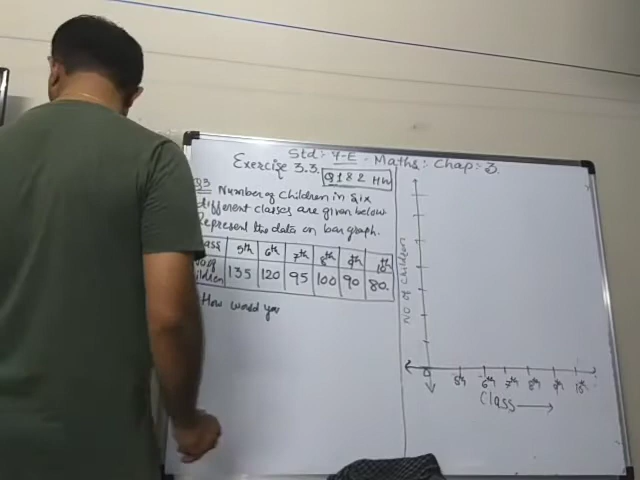 Std: 7-E - Maths: Chap: 3.
Exercise 3.3. Q1 & 2 HW
Q3 Number of Children in Six
different classes are given below
Represent the data on bar graph.
Class 5th 6th 7th 8th 9th 10th
No of Children 135 120 95 100 90 80.
How would you
No of Children
0 5th 6th 7th 8th 9th 10th
Class